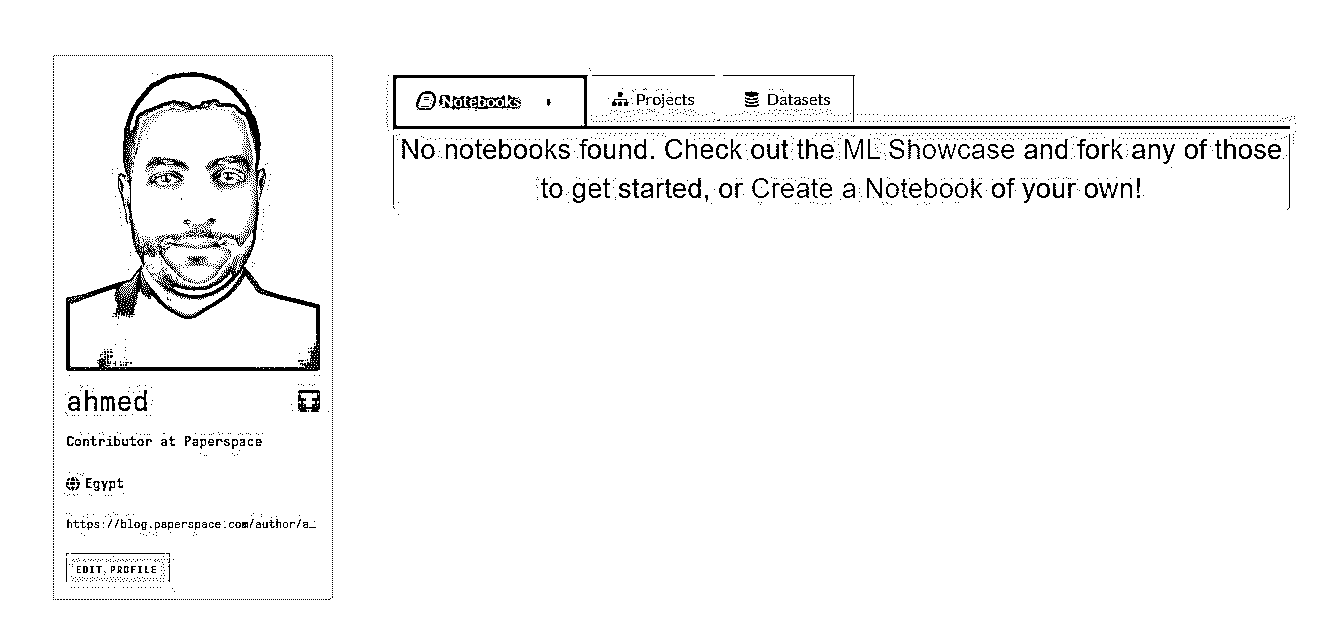 ahmed
Contributor at Paperspace
Egypt
https://blog.paperspace.com/author/a…
EDIT PROFILE
Notebooks
Projects
Datasets
No notebooks found. Check out the ML Showcase and fork any of those
to get started, or Create a Notebook of your own!